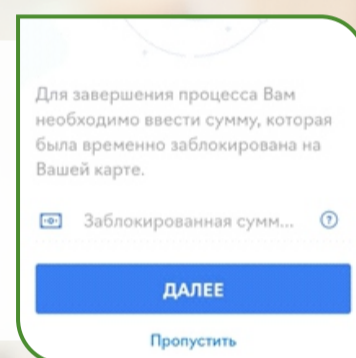 Для завершения процесса Вам
необходимо ввести сумму, которая
была временно заблокирована на
Вашей карте.
Заблокированная сумм...
ДАЛЕЕ
Пропустить